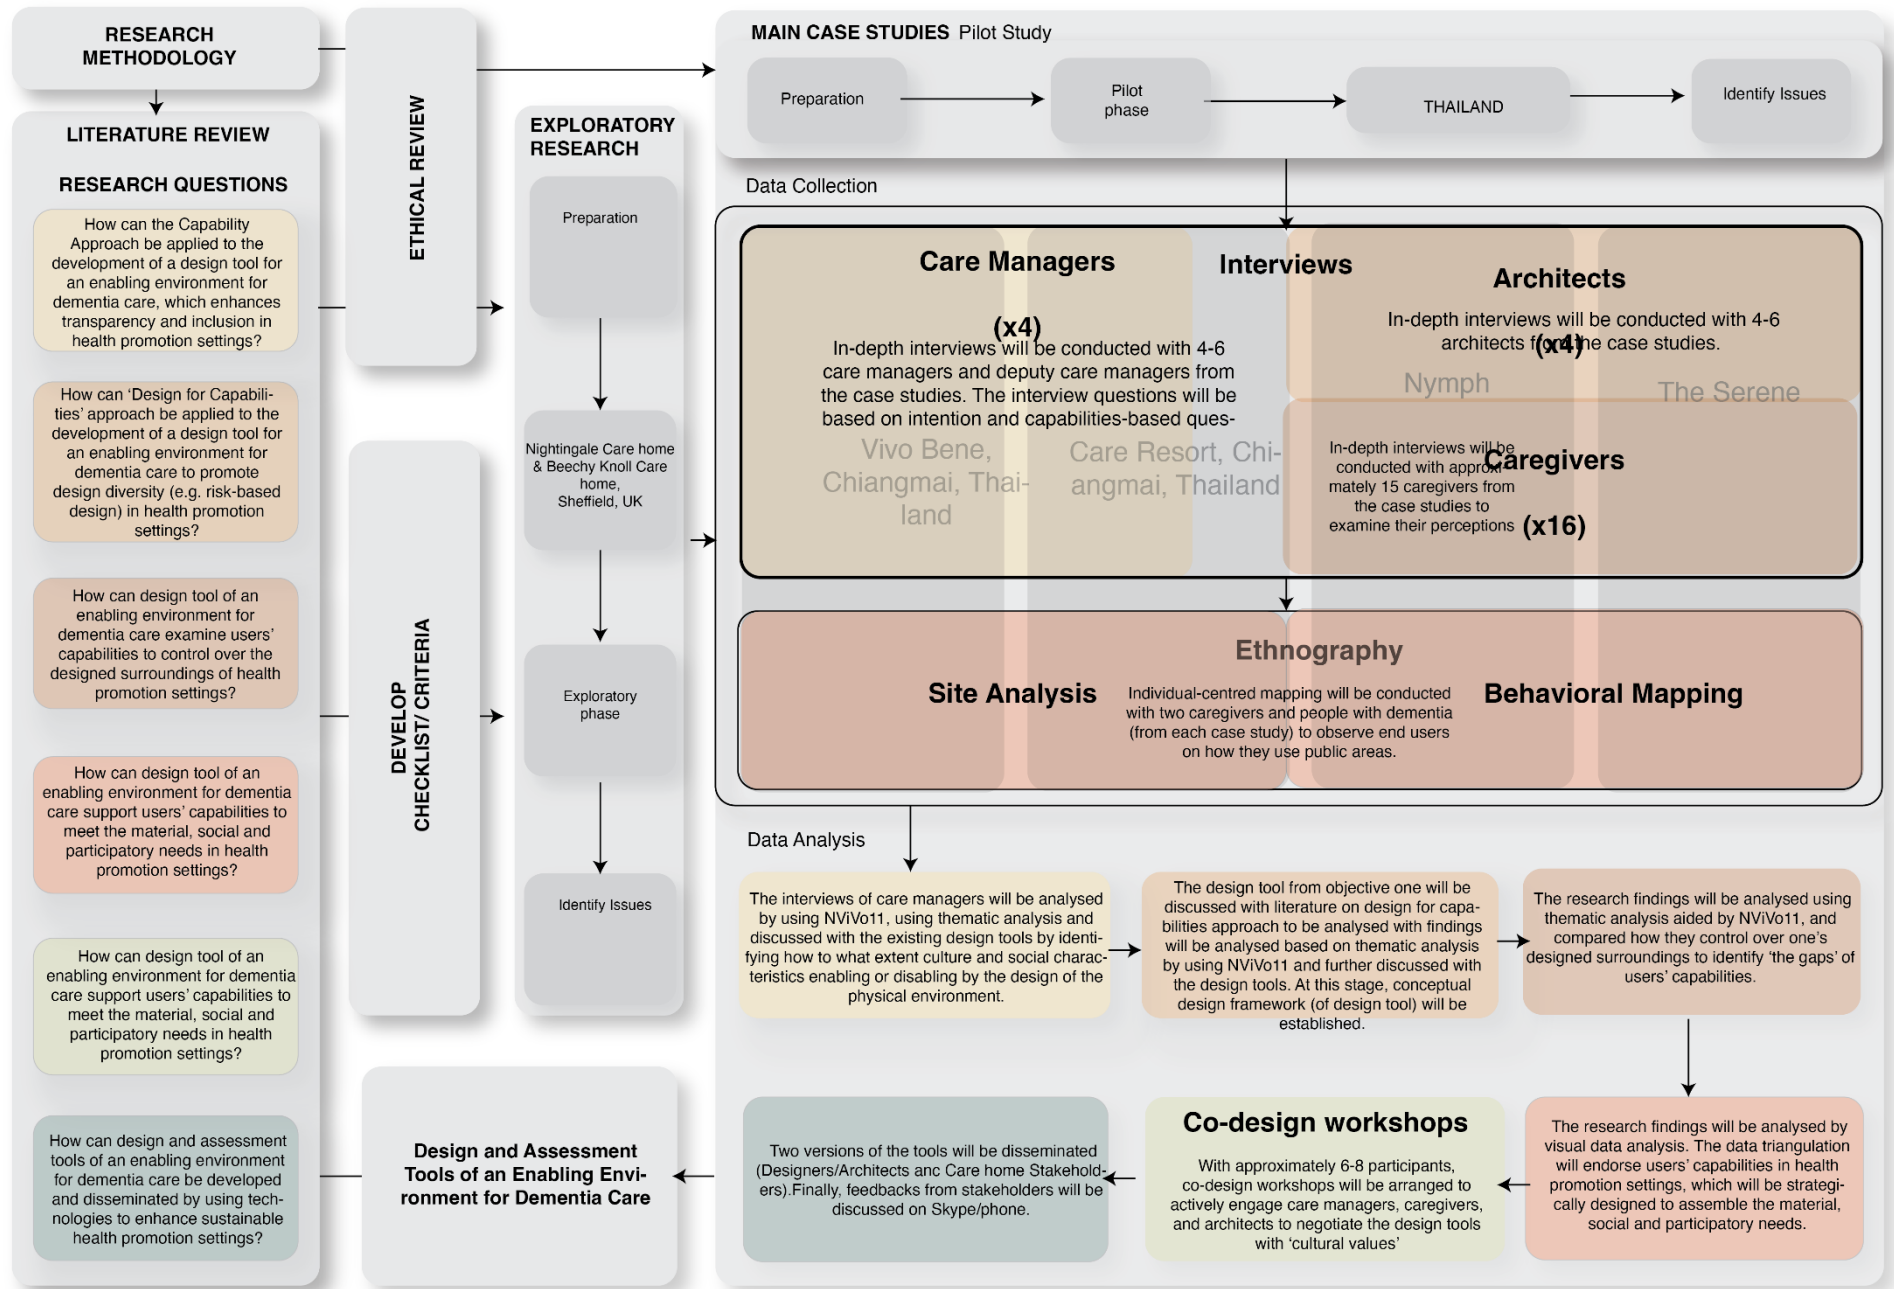 RESEARCH
METHODOLOGY
LITERATURE REVIEW
RESEARCH QUESTIONS
How can the Capability
Approach be applied to the
development of a design tool for
an enabling environment for
dementia care, which enhances
transparency and inclusion in
health promotion settings?
How can ‘Design for Capabili-
ties’ approach be applied to the
development of a design tool for
an enabling environment for
dementia care to promote
design diversity (e.g. risk-based
design) in health promotion
settings?
How can design tool of an
enabling environment for
dementia care examine users’
capabilities to control over the
designed surroundings of health
promotion settings?
How can design tool of an
enabling environment for dementia
care support users’ capabilities to
meet the material, social and
participatory needs in health
promotion settings?
How can design tool of an
enabling environment for dementia
care support users’ capabilities to
meet the material, social and
participatory needs in health
promotion settings?
How can design and assessment
tools of an enabling environment
for dementia care be developed
and disseminated by using tech-
nologies to enhance sustainable
health promotion settings?
ETHICAL REVIEW
DEVELOP
CHECKLIST/ CRITERIA
EXPLORATORY
RESEARCH
Preparation
Nightingale Care home
& Beechy Knoll Care
home,
Sheffield, UK
Exploratory
phase
Identify Issues
MAIN CASE STUDIES Pilot Study
Preparation
Pilot
phase
THAILAND
Identify Issues
Data Collection
Care Managers
(x4)
In-depth interviews will be conducted with 4-6
care managers and deputy care managers from
the case studies. The interview questions will be
based on intention and capabilities-based ques-
Vivo Bene,
Chiangmai, Thai-
land
Care Resort, Chi-
angmai, Thailand
Interviews
Architects
In-depth interviews will be conducted with 4-6
architects from the case studies.
(x4)
Nymph
The Serene
In-depth interviews will be
conducted with approxi-
mately 15 caregivers from
the case studies to
examine their perceptions
Caregivers
(x16)
Ethnography
Site Analysis
Individual-centred mapping will be conducted
with two caregivers and people with dementia
(from each case study) to observe end users
on how they use public areas.
Behavioral Mapping
Data Analysis
The interviews of care managers will be analysed
by using NViVo11, using thematic analysis and
discussed with the existing design tools by identi-
fying how to what extent culture and social charac-
teristics enabling or disabling by the design of the
physical environment.
The design tool from objective one will be
discussed with literature on design for capa-
bilities approach to be analysed with findings
will be analysed based on thematic analysis
by using NViVo11 and further discussed with
the design tools. At this stage, conceptual
design framework (of design tool) will be
established.
The research findings will be analysed using
thematic analysis aided by NViVo11, and
compared how they control over one’s
designed surroundings to identify ‘the gaps’ of
users’ capabilities.
The research findings will be analysed by
visual data analysis. The data triangulation
will endorse users’ capabilities in health
promotion settings, which will be strategi-
cally designed to assemble the material,
social and participatory needs.
Co-design workshops
With approximately 6-8 participants,
co-design workshops will be arranged to
actively engage care managers, caregivers,
and architects to negotiate the design tools
with ‘cultural values’
Two versions of the tools will be disseminated
(Designers/Architects anc Care home Stakehold-
ers).Finally, feedbacks from stakeholders will be
discussed on Skype/phone.
Design and Assessment
Tools of an Enabling Envi-
ronment for Dementia Care